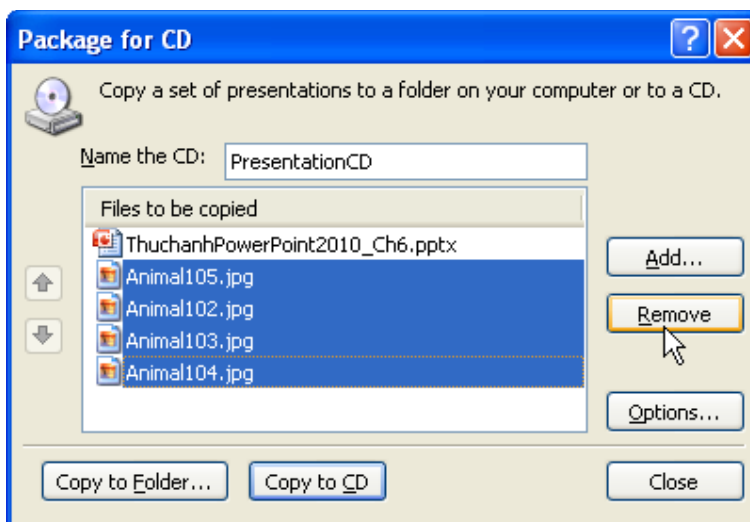 Package for CD
Copy a set of presentations to a folder on your computer or to a CD.
Name the CD: PresentationCD
Files to be copied
ThuchanhPowerPoint2010_Ch6.pptx
Animal105.jpg
Animal102.jpg
Animal103.jpg
Animal104.jpg
Add...
Remove
Options...
Copy to Folder...
Copy to CD
Close